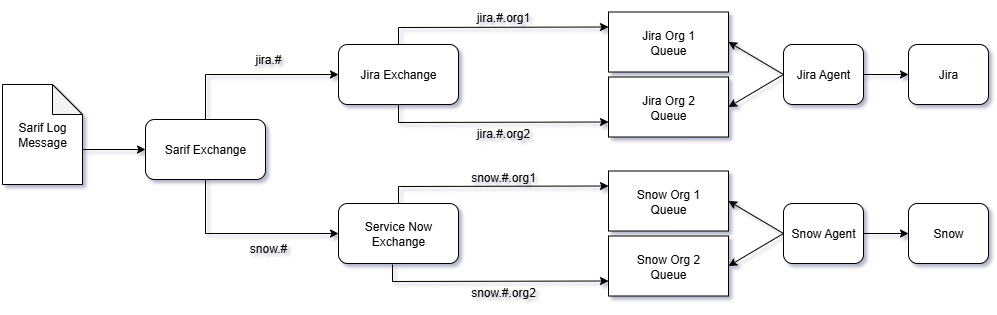 jira.#.org1
Jira Org 1
Queue
jira.#
Jira Exchange
Jira Agent
Jira
Jira Org 2
Queue
jira.#.org2
Sarif Log
Message
Sarif Exchange
snow.#.org1
Snow Org 1
Queue
Service Now
Exchange
Snow Agent
Snow
snow.#
Snow Org 2
Queue
snow.#.org2